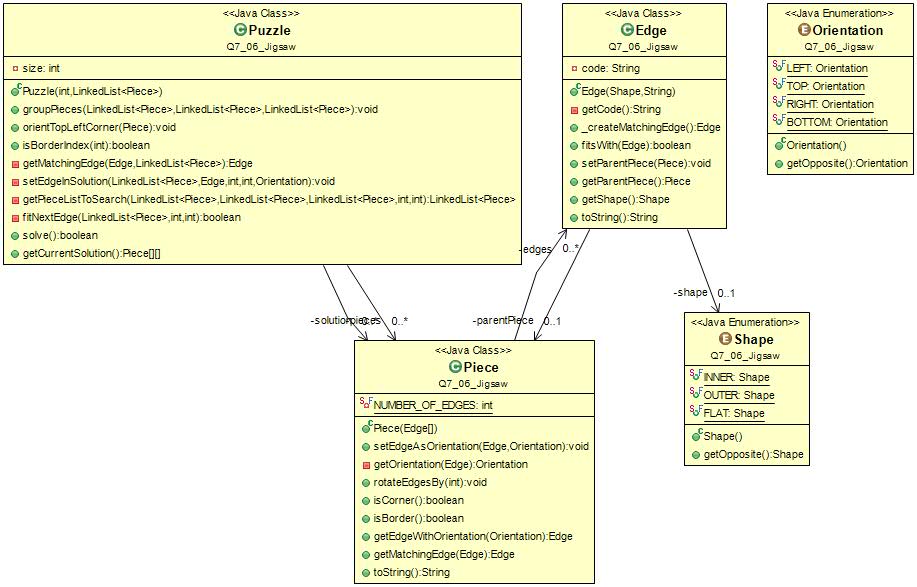 <<Java Class>>
Puzzle
Q7_06_Jigsaw
size: int
Puzzle(int,LinkedList<Piece>)
groupPieces(LinkedList<Piece>,LinkedList<Piece>,LinkedList<Piece>):void
orientTopLeftCorner(Piece):void
isBorderIndex(int):boolean
getMatchingEdge(Edge,LinkedList<Piece>):Edge
setEdgeInSolution(LinkedList<Piece>,Edge,int,int,Orientation):void
getPieceListToSearch(LinkedList<Piece>,LinkedList<Piece>,LinkedList<Piece>,int,int):LinkedList<Piece>
fitNextEdge(LinkedList<Piece>,int,int):boolean
solve():boolean
getCurrentSolution():Piece[][]
<<Java Class>>
Edge
Q7_06_Jigsaw
code: String
Edge(Shape,String)
getCode():String
_createMatchingEdge():Edge
fitsWith(Edge):boolean
setParentPiece(Piece):void
getParentPiece():Piece
getShape():Shape
toString():String
<<Java Enumeration>>
Orientation
Q7_06_Jigsaw
LEFT: Orientation
TOP: Orientation
RIGHT: Orientation
BOTTOM: Orientation
Orientation()
getOpposite():Orientation
-edges 0..*
-shape 0..1
-solution
pieces 0..*
-parentPiece 0..1
<<Java Class>>
Piece
Q7_06_Jigsaw
NUMBER_OF_EDGES: int
Piece(Edge[])
setEdgeAsOrientation(Edge,Orientation):void
getOrientation(Edge):Orientation
rotateEdgesBy(int):void
isCorner():boolean
isBorder():boolean
getEdgeWithOrientation(Orientation):Edge
getMatchingEdge(Edge):Edge
toString():String
<<Java Enumeration>>
Shape
Q7_06_Jigsaw
INNER: Shape
OUTER: Shape
FLAT: Shape
Shape()
getOpposite():Shape